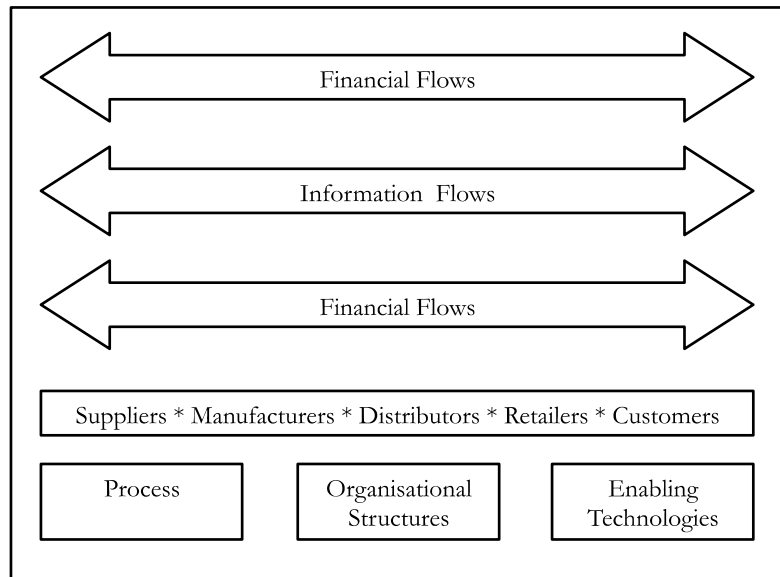 Financial Flows
Information Flows
Financial Flows
Suppliers * Manufacturers * Distributors * Retailers * Customers
Process
Organisational
Structures
Enabling
Technologies